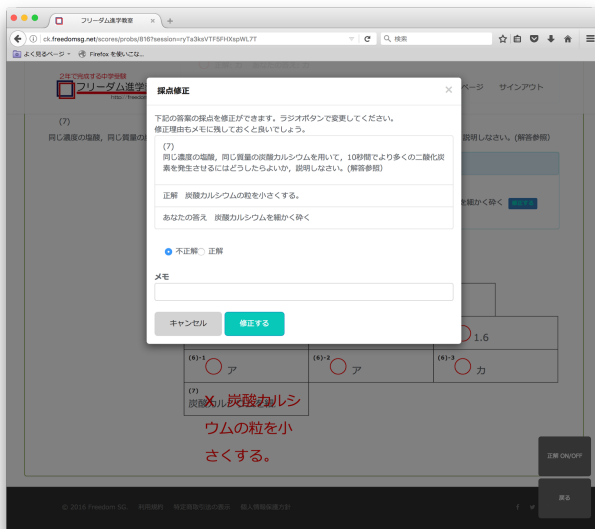 フリーダム進学教室
ck.freedomsg.net/scores/probs/816?session=ryTa3ksVTF5FHXspWL7T
検索
よく見るページ
Firefox を使いこな...
2年で完成する中学受験
フリーダム進学
ページ サインアウト
採点修正
下記の答案の採点を修正ができます。ラジオボタンで変更してください。
修正理由もメモに残しておくと良いでしょう。
(7)
同じ濃度の塩酸，同じ質量の炭酸カルシウムを用いて，10秒間でより多くの二酸化炭
素を発生させるにはどうしたらよいか，説明しなさい。(解答参照)
正解 炭酸カルシウムの粒を小さくする。
あなたの答え 炭酸カルシウムを細かく砕く
不正解 正解
メモ
キャンセル 修正する
(7)
同じ濃度の塩酸，同じ質量の
説明しなさい。(解答参照)
を細かく砕く 修正する
1.6
(6)-1 ア
(6)-2 ア
(6)-3 カ
(7)
X 炭酸カルシ
ウムの粒を小
さくする。
正解 ON/OFF
戻る
© 2015 Freedom SG. 利用規約 特定商取引法の表示 個人情報保護方針